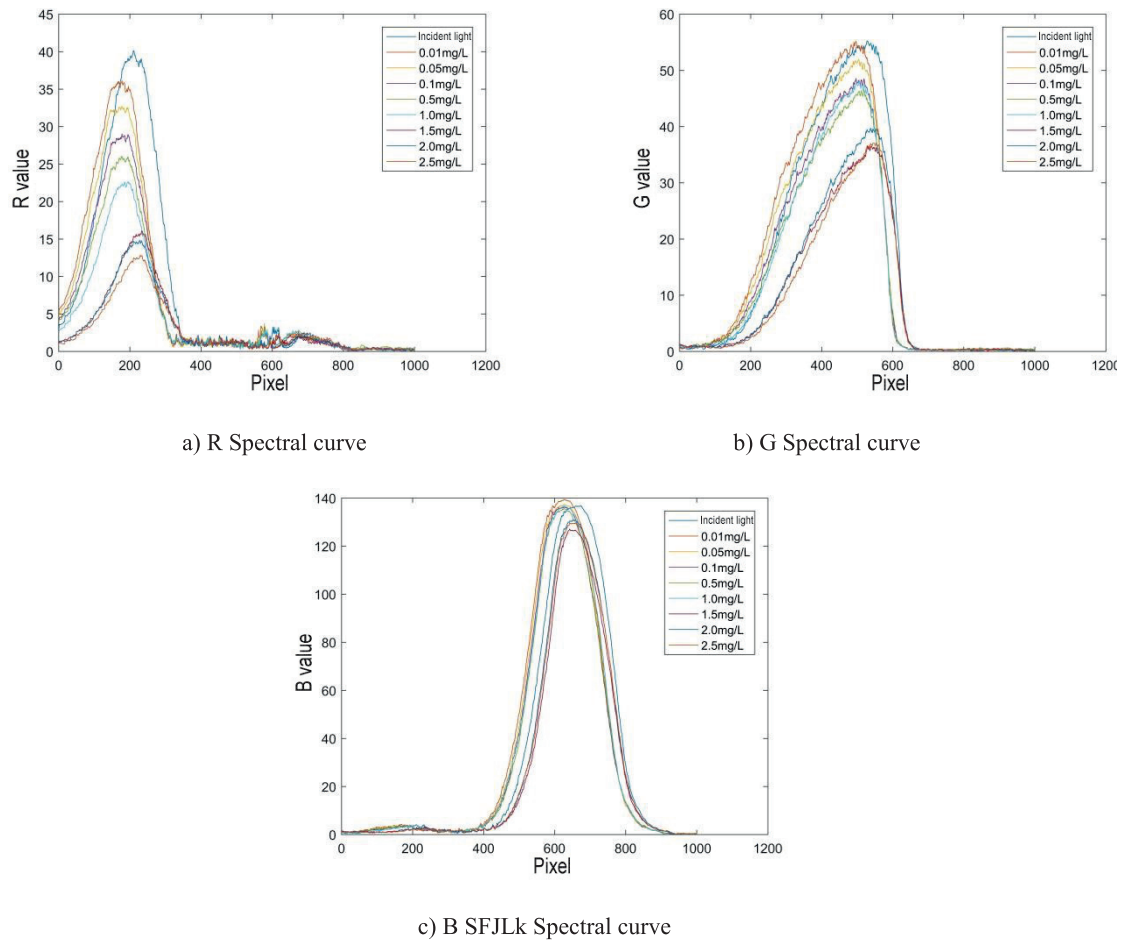 45
40
35
30
25
20
15
10
5
0
R value
0 200 400 600 800 1000 1200
Pixel
Incident light
0.01mg/L
0.05mg/L
0.1mg/L
0.5mg/L
1.0mg/L
1.5mg/L
2.0mg/L
2.5mg/L
a) R Spectral curve
60
50
40
30
20
10
0
G value
0 200 400 600 800 1000 1200
Pixel
Incident light
0.01mg/L
0.05mg/L
0.1mg/L
0.5mg/L
1.0mg/L
1.5mg/L
2.0mg/L
2.5mg/L
b) G Spectral curve
140
120
100
80
60
40
20
0
B value
0 200 400 600 800 1000 1200
Pixel
Incident light
0.01mg/L
0.05mg/L
0.1mg/L
0.5mg/L
1.0mg/L
1.5mg/L
2.0mg/L
2.5mg/L
c) B SFJLk Spectral curve